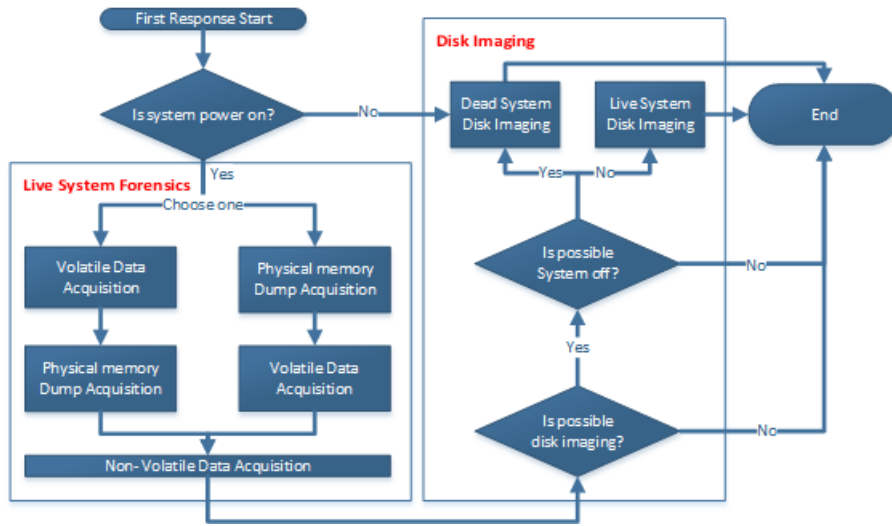 First Response Start
Is system power on?
No
Yes
Live System Forensics
Choose one
Volatile Data
Acquisition
Physical memory
Dump Acquisition
Physical memory
Dump Acquisition
Volatile Data
Acquisition
Non- Volatile Data Acquisition
Disk Imaging
Dead System
Disk Imaging
Live System
Disk Imaging
End
Yes
No
Is possible
System off?
No
Yes
Is possible
disk imaging?
No